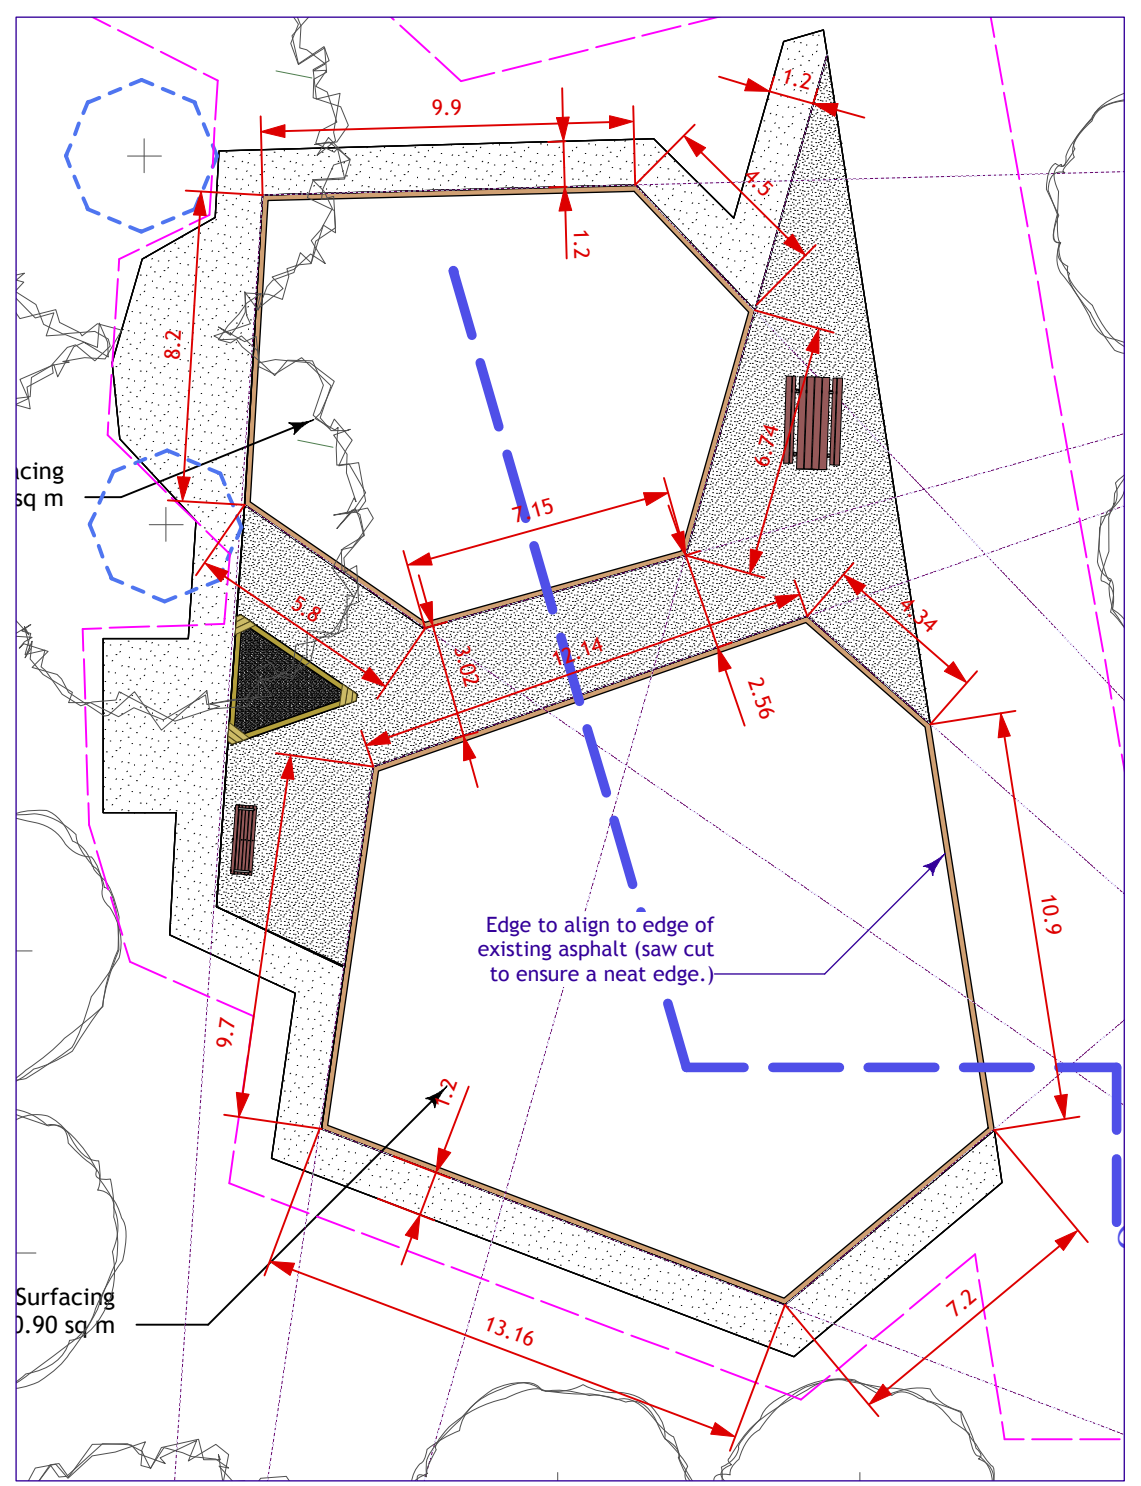 1.2
9.9
4.5
1.2
8.2
6.74
acing
sq m
7.15
5.8
4.34
12.14
3.02
2.56
10.9
Edge to align to edge of
existing asphalt (saw cut
to ensure a neat edge.)
9.7
1.2
Surfacing
0.90 sq m
7.2
13.16